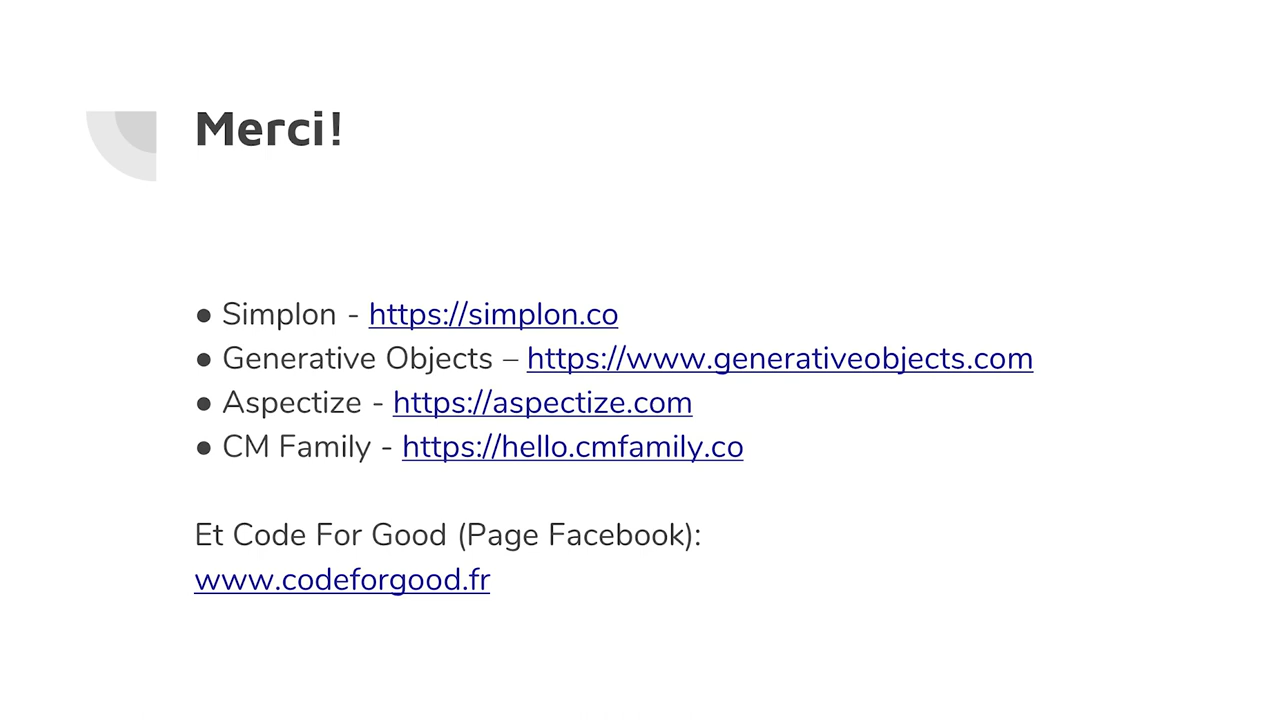 Merci!
● Simplon - https://simplon.co
● Generative Objects – https://www.generativeobjects.com
● Aspectize - https://aspectize.com
● CM Family - https://hello.cmfamily.co
Et Code For Good (Page Facebook):
www.codeforgood.fr